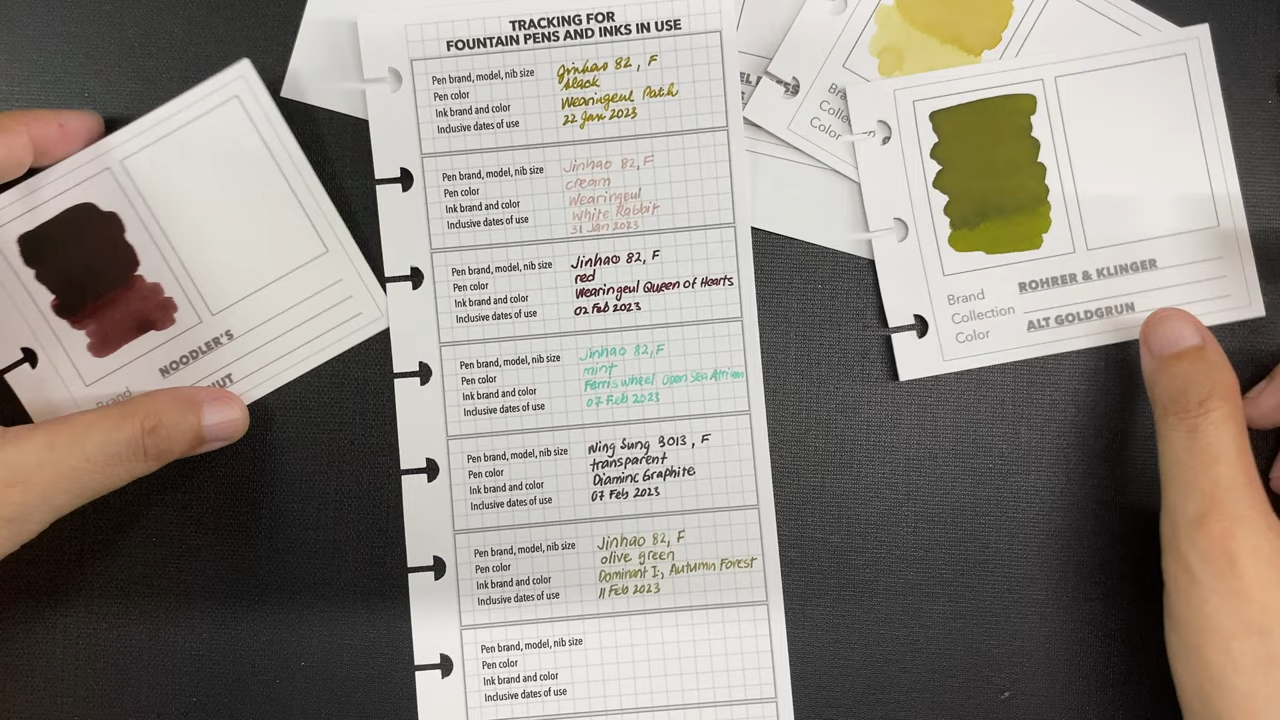 TRACKING FOR
FOUNTAIN PENS AND INKS IN USE
Pen brand, model, nib size Jinhao 82, F
Pen color black
Ink brand and color Wearingeul Path
Inclusive dates of use 22 Jan 2023
Pen brand, model, nib size Jinhao 82, F
Pen color cream
Ink brand and color Wearingeul
White Rabbit
Inclusive dates of use 31 Jan 2023
Pen brand, model, nib size Jinhao 82, F
Pen color red
Ink brand and color Wearingeul Queen of Hearts
Inclusive dates of use 02 Feb 2023
Pen brand, model, nib size Jinhao 82, F
Pen color mint
Ink brand and color Ferris Wheel Open Sea
Inclusive dates of use 07 Feb 2023
Pen brand, model, nib size Ning Sung 3013, F
Pen color transparent
Ink brand and color Diaminc Graphite
Inclusive dates of use 07 Feb 2023
Pen brand, model, nib size Jinhao 82, F
Pen color olive green
Ink brand and color Dominant I, Autumn Forest
Inclusive dates of use 11 Feb 2023
Pen brand, model, nib size
Pen color
Ink brand and color
Inclusive dates of use
Brand NOODLER'S
Brand ROHRER & KLINGER
Collection
Color ALT GOLDGRUN
Color